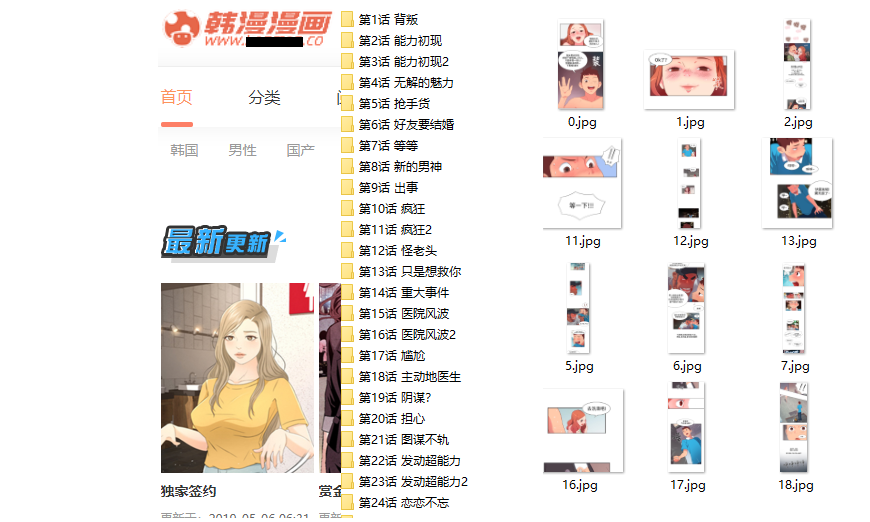 韩漫漫画
WWW.
.CO
首页
分类
韩国
男性
国产
最新更新
独家签约
赏金
更新于：2019-05-06 06:21
更新
第1话 背叛
第2话 能力初现
第3话 能力初现2
第4话 无解的魅力
第5话 抢手货
第6话 好友要结婚
第7话 等等
第8话 新的男神
第9话 出事
第10话 疯狂
第11话 疯狂2
第12话 怪老头
第13话 只是想救你
第14话 重大事件
第15话 医院风波
第16话 医院风波2
第17话 尴尬
第18话 主动地医生
第19话 阴谋?
第20话 担心
第21话 图谋不轨
第22话 发动超能力
第23话 发动超能力2
第24话 恋恋不忘
0.jpg
OK??
1.jpg
2.jpg
等一下!!!
11.jpg
12.jpg
13.jpg
5.jpg
6.jpg
7.jpg
16.jpg
17.jpg
18.jpg